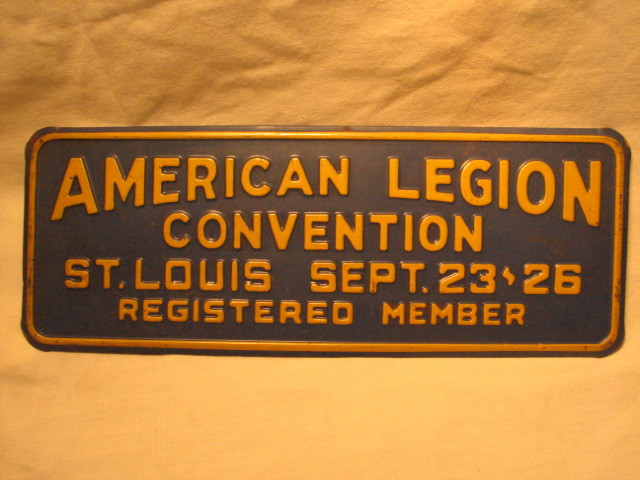 AMERICAN LEGION
CONVENTION
ST. LOUIS SEPT. 23-26
REGISTERED MEMBER